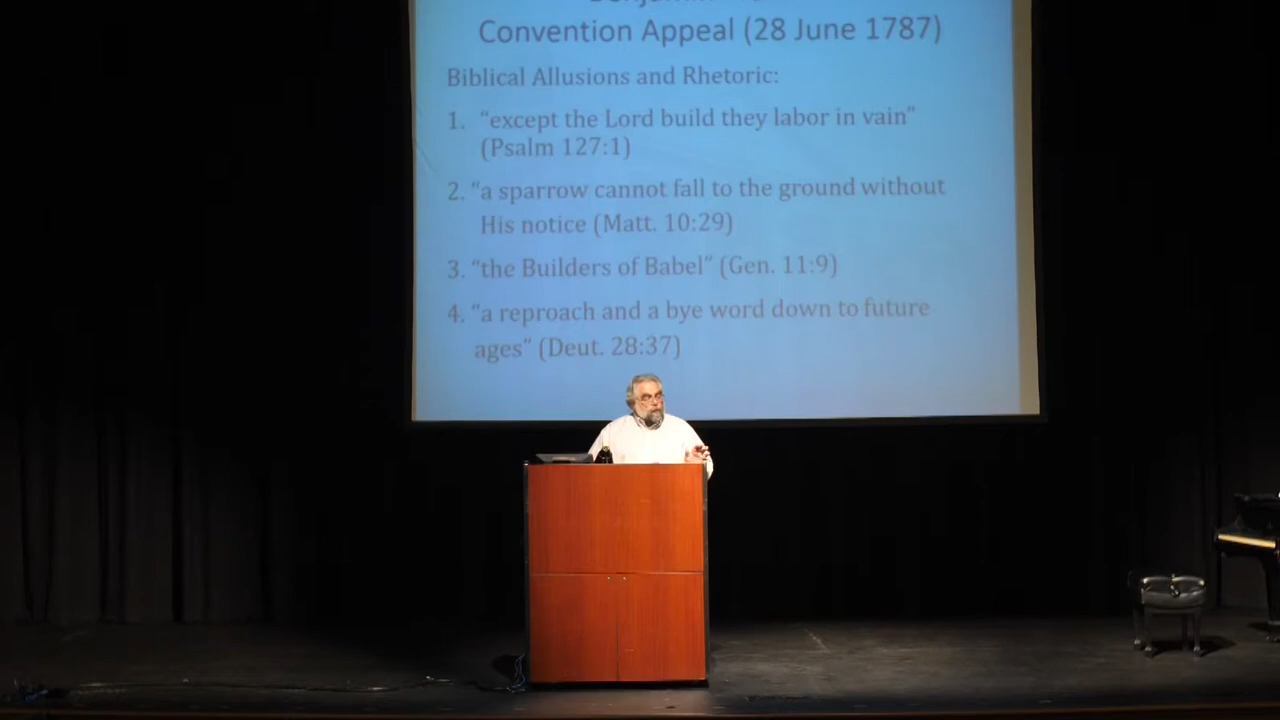 Convention Appeal (28 June 1787)
Biblical Allusions and Rhetoric:
1. “except the Lord build they labor in vain”
(Psalm 127:1)
2. “a sparrow cannot fall to the ground without
His notice (Matt. 10:29)
3. “the Builders of Babel” (Gen. 11:9)
4. “a reproach and a bye word down to future
ages” (Deut. 28:37)